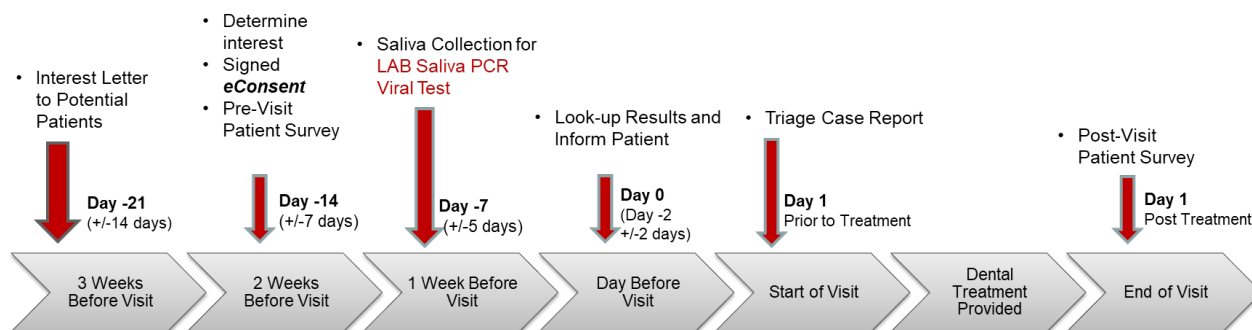 • Interest Letter
to Potential
Patients
Day -21
(+/-14 days)
• Determine
interest
• Signed
eConsent
• Pre-Visit
Patient Survey
Day -14
(+/-7 days)
• Saliva Collection for
LAB Saliva PCR
Viral Test
Day -7
(+/-5 days)
Look-up Results and
Inform Patient
Day 0
(Day -2
+/-2 days)
• Triage Case Report
Day 1
Prior to Treatment
• Post-Visit
Patient Survey
Day 1
Post Treatment
3 Weeks
Before Visit
2 Weeks
Before Visit
1 Week Before
Visit
Day Before
Visit
Start of Visit
Dental
Treatment
Provided
End of Visit